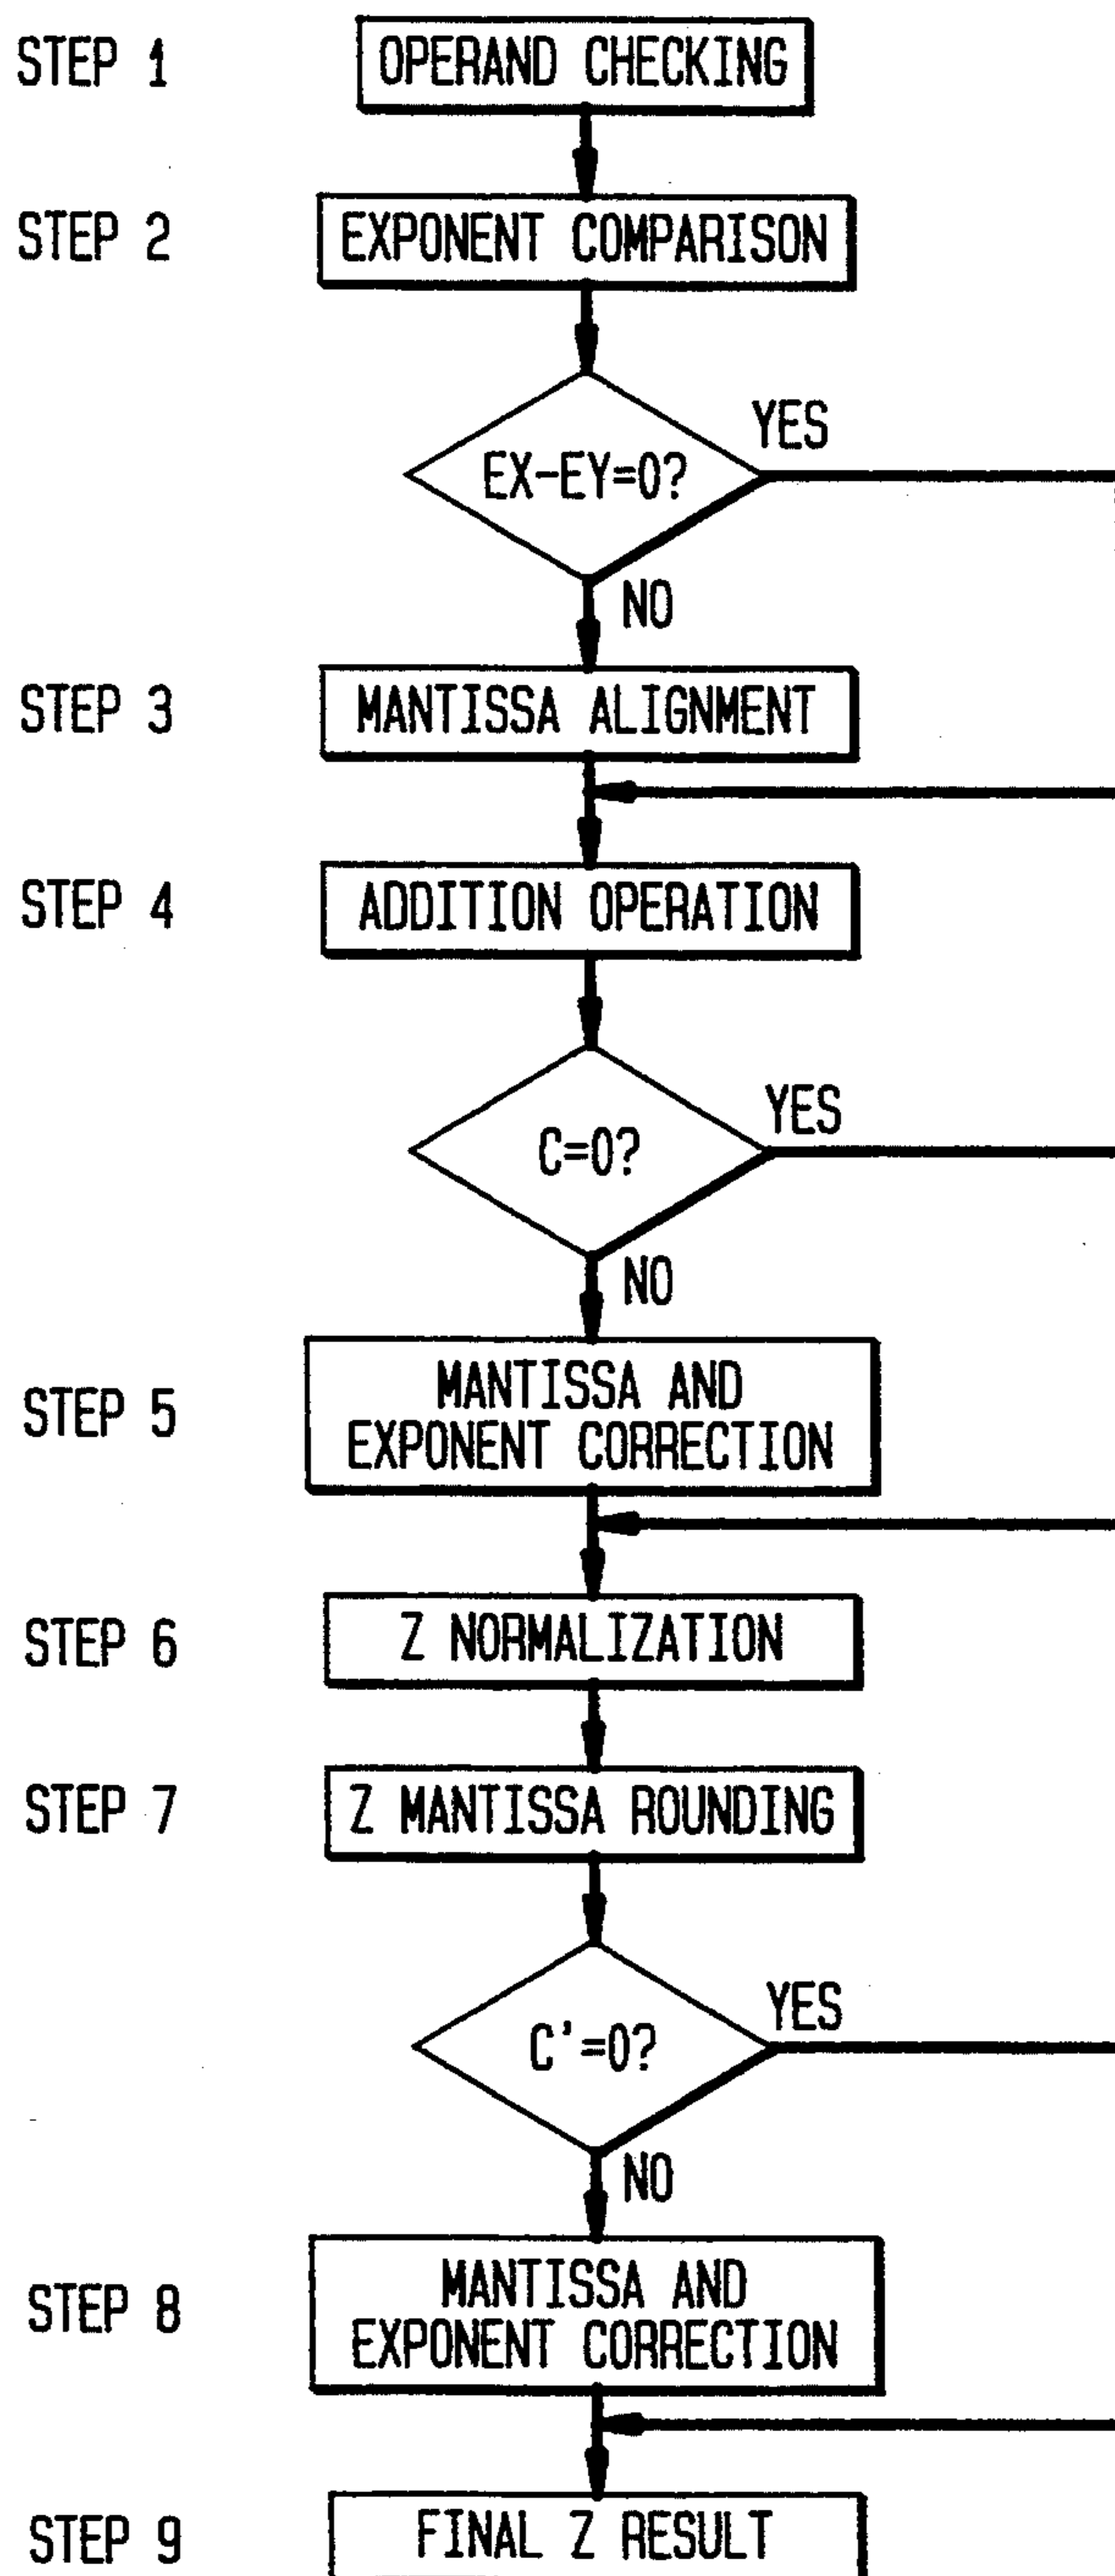 STEP 1
OPERAND CHECKING
STEP 2
EXPONENT COMPARISON
YES
EX-EY=0?
NO
STEP 3
MANTISSA ALIGNMENT
STEP 4
ADDITION OPERATION
YES
C=0?
NO
STEP 5
MANTISSA AND
EXPONENT CORRECTION
STEP 6
Z NORMALIZATION
STEP 7
Z MANTISSA ROUNDING
YES
C'=0?
NO
STEP 8
MANTISSA AND
EXPONENT CORRECTION
STEP 9
FINAL Z RESULT